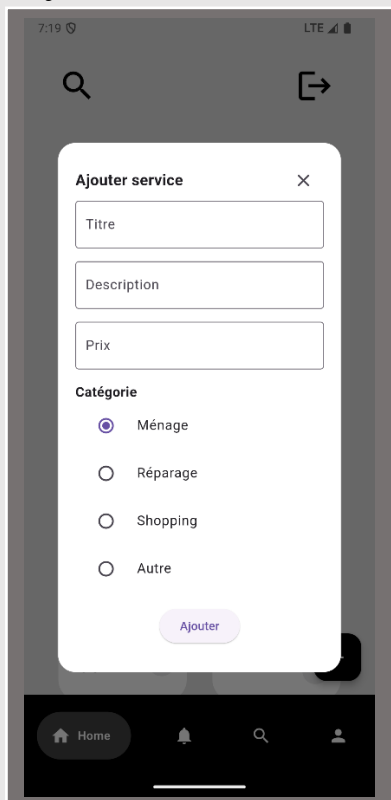 7:19
LTE
Ajouter service
Titre
Description
Prix
Catégorie
Ménage
Réparage
Shopping
Autre
Ajouter
Home